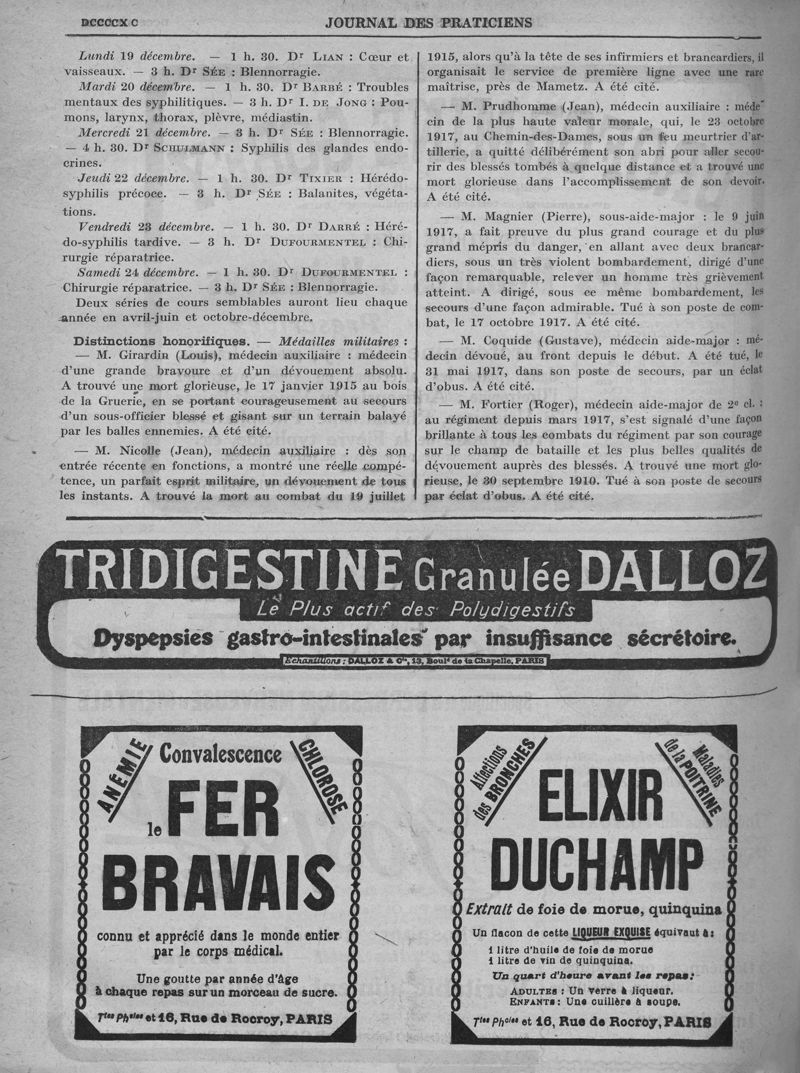 DCCCCX C
JOURNAL DES PRATICIENS
Lundi 19 décembre. — 1 h. 30. Dr LIAN : Cœur et
vaisseaux. — 3 h. Dr SÉE : Blennorragie.
Mardi 20 décembre. — 1 h. 30. Dr BARBÉ : Troubles
mentaux des syphilitiques. — 3 h. Dr I. DE JONG : Pou-
mons, larynx, thorax, plèvre, médiastin.
Mercredi 21 décembre. — 3 h. Dr SÉE : Blennorragie.
— 4 h. 30. Dr SCHULMANN : Syphilis des glandes endo-
crines.
Jeudi 22 décembre. — 1 h. 30. Dr TIXIER : Hérédo-
syphilis précoce. — 3 h. Dr SÉE : Balanites, végéta-
tions.
Vendredi 23 décembre. — 1 h. 30. Dr DARRÉ : Héré-
do-syphilis tardive. — 3 h. Dr DUFOURMENTEL : Chi-
rurgie réparatrice.
Samedi 24 décembre. — 1 h. 30. Dr DUFOURMENTEL :
Chirurgie réparatrice. — 3 h. Dr SÉE : Blennorragie.
Deux séries de cours semblables auront lieu chaque
année en avril-juin et octobre-décembre.
Distinctions honorifiques. — Médailles militaires :
— M. Girardin (Louis), médecin auxiliaire : médecin
d'une grande bravoure et d'un dévouement absolu.
A trouvé une mort glorieuse, le 17 janvier 1915 au bois
de la Gruerie, en se portant courageusement au secours
d'un sous-officier blessé et gisant sur un terrain balayé
par les balles ennemies. A été cité.
— M. Nicolle (Jean), médecin auxiliaire : dès son
entrée récente en fonctions, a montré une réelle compé-
tence, un parfait esprit militaire, un dévouement de tous
les instants. A trouvé la mort au combat du 19 juillet
1915, alors qu'à la tête de ses infirmiers et brancardiers, il
organisait le service de première ligne avec une rare
maîtrise, près de Mametz. A été cité.
— M. Prudhomme (Jean), médecin auxiliaire : méde-
cin de la plus haute valeur morale, qui, le 23 octobre
1917, au Chemin-des-Dames, sous un feu meurtrier d'ar-
tillerie, a quitté délibérément son abri pour aller secou-
rir des blessés tombés à quelque distance et a trouvé une
mort glorieuse dans l'accomplissement de son devoir.
A été cité.
— M. Magnier (Pierre), sous-aide-major : le 9 juin
1917, a fait preuve du plus grand courage et du plus
grand mépris du danger, en allant avec deux brancar-
diers, sous un très violent bombardement, dirigé d'une
façon remarquable, relever un homme très grièvement
atteint. A dirigé, sous ce même bombardement, les
secours d'une façon admirable. Tué à son poste de com-
bat, le 17 octobre 1917. A été cité.
— M. Coquide (Gustave), médecin aide-major : mé-
decin dévoué, au front depuis le début. A été tué, le
31 mai 1917, dans son poste de secours, par un éclat
d'obus. A été cité.
— M. Fortier (Roger), médecin aide-major de 2e cl. :
au régiment depuis mars 1917, s'est signalé d'une façon
brillante à tous les combats du régiment par son courage
sur le champ de bataille et les plus belles qualités de
dévouement auprès des blessés. A trouvé une mort glo-
rieuse, le 30 septembre 1910. Tué à son poste de secours
par éclat d'obus. A été cité.
TRIDIGESTINE Granulée DALLOZ
Le Plus actif des Polydigestifs
Dyspepsies gastro-intestinales par insuffisance sécrétoire.
Echantillons : DALLOZ & Cie, 13, Boulᵈ de la Chapelle, PARIS
ANÉMIE
Convalescence
CHLOROSE
le FER
BRAVAIS
connu et apprécié dans le monde entier
par le corps médical.
Une goutte par année d'âge
à chaque repas sur un morceau de sucre.
Ttes Phcies et 16, Rue de Rocroy, PARIS
Affections
des BRONCHES
Maladies
de la POITRINE
ELIXIR
DUCHAMP
Extrait de foie de morue, quinquina
Un flacon de cette LIQUEUR EXQUISE équivaut à :
1 litre d'huile de foie de morue
1 litre de vin de quinquina.
Un quart d'heure avant les repas :
ADULTES : Un verre à liqueur.
ENFANTS : Une cuillère à soupe.
Ttes Phcies et 16, Rue de Rocroy, PARIS